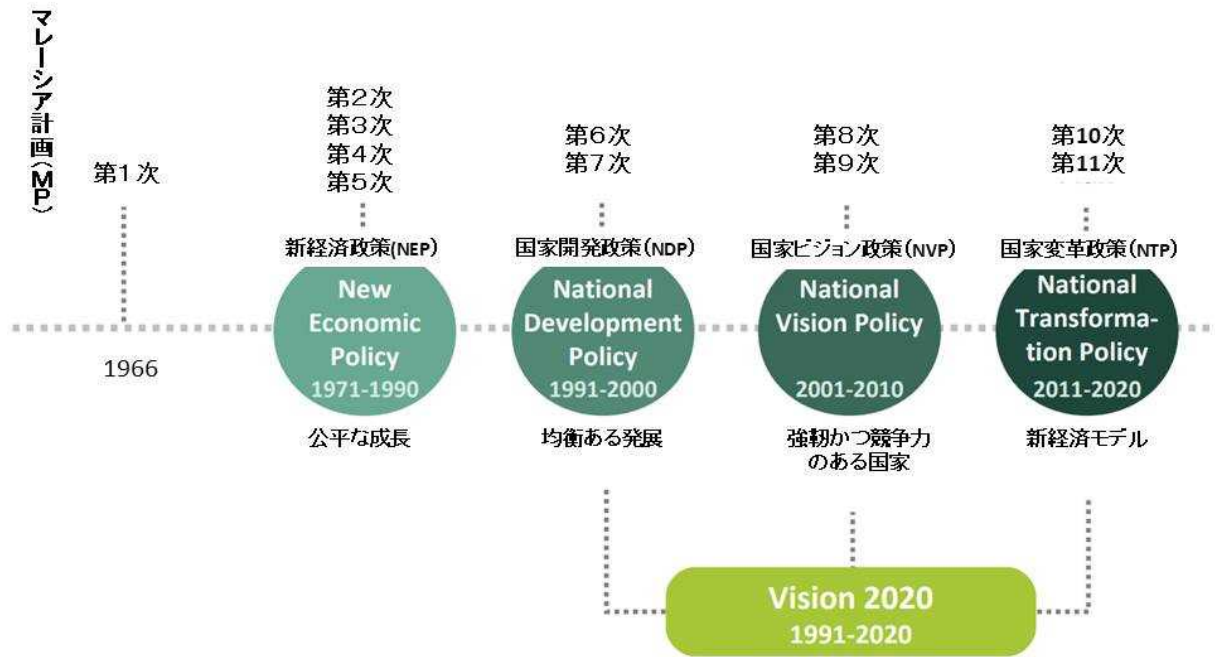 マレーシア計画(MP)
第1次
1966
第2次
第3次
第4次
第5次
新経済政策(NEP)
New
Economic
Policy
1971-1990
公平な成長
第6次
第7次
国家開発政策(NDP)
National
Development
Policy
1991-2000
均衡ある発展
第8次
第9次
国家ビジョン政策(NVP)
National
Vision Policy
2001-2010
強靭かつ競争力
のある国家
第10次
第11次
国家変革政策(NTP)
National
Transforma-
tion Policy
2011-2020
新経済モデル
Vision 2020
1991-2020